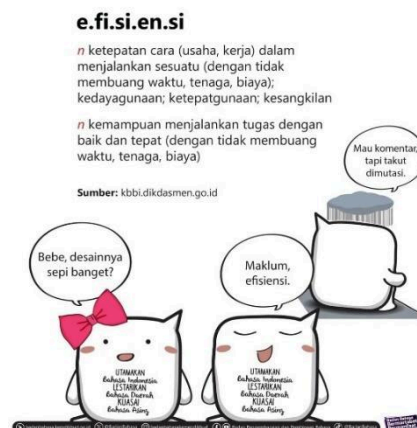 e.fi.si.en.si
n ketepatan cara (usaha, kerja) dalam
menjalankan sesuatu (dengan tidak
membuang waktu, tenaga, biaya);
kedayagunaan; ketepatgunaan; kesangkilan
n kemampuan menjalankan tugas dengan
baik dan tepat (dengan tidak membuang
waktu, tenaga, biaya)
Sumber: kbbi.dikdasmen.go.id
Mau komentar,
tapi takut
dimutasi.
Bebe, desainnya
sepi banget?
Maklum,
efisiensi.
UTAMAKAN
Bahasa Indonesia
LESTARIKAN
Bahasa Daerah
KUASAI
Bahasa Asing
UTAMAKAN
Bahasa Indonesia
LESTARIKAN
Bahasa Daerah
KUASAI
Bahasa Asing